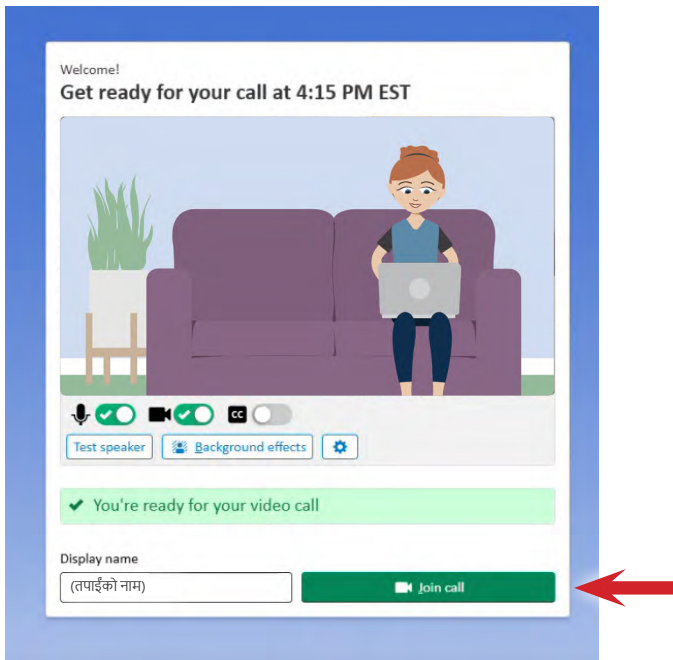 Welcome!
Get ready for your call at 4:15 PM EST
CC
Test speaker
Background effects
You're ready for your video call
Display name
(तपाईंको नाम)
Join call